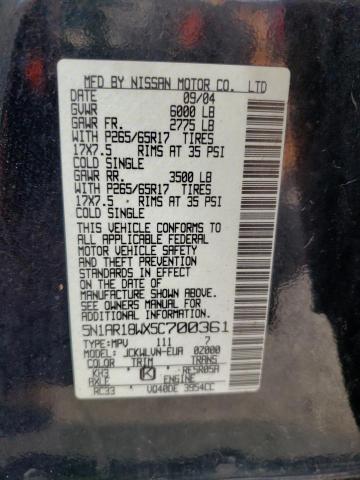 MFD BY NISSAN MOTOR CO. LTD
DATE 09/04
GVWR 6000 LB
GAWR FR. 2775 LB
WITH P265/65R17 TIRES
17X7.5 RIMS AT 35 PSI
COLD SINGLE
GAWR RR. 3500 LB
WITH P265/65R17 TIRES
17X7.5 RIMS AT 35 PSI
COLD SINGLE
THIS VEHICLE CONFORMS TO
ALL APPLICABLE FEDERAL
MOTOR VEHICLE SAFETY
STANDARDS IN EFFECT
ON THE DATE OF
MANUFACTURE SHOWN ABOVE
SEE OWNERS MANUAL FOR
ADDITIONAL INFORMATION
5N1AR18WX5C700361
TYPE:MPV 111 7
MODEL: JCKWLVN-EUA 02000
COLOR TRIM TRANS
KH3 K RE5R05A
AXLE ENGINE
RC33 VQ40DE 3954CC